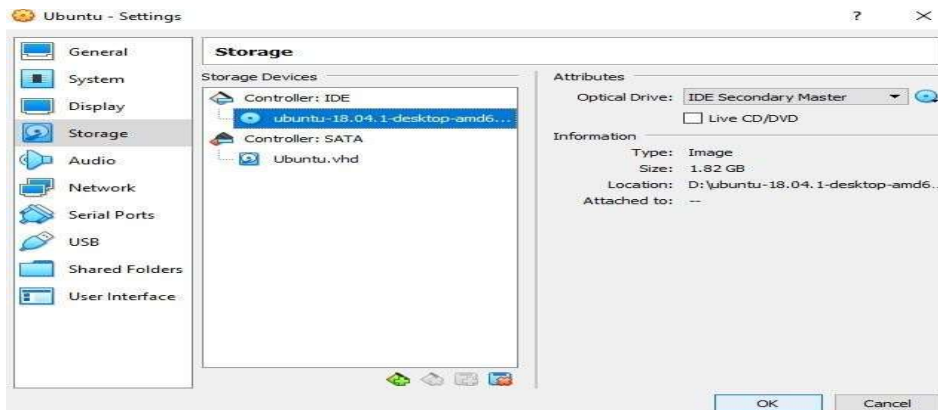 Ubuntu - Settings
?
General
System
Display
Storage
Audio
Network
Serial Ports
USB
Shared Folders
User Interface
Storage
Storage Devices
Controller: IDE
ubuntu-18.04.1-desktop-amd6...
Controller: SATA
Ubuntu.vhd
Attributes
Optical Drive: IDE Secondary Master
Live CD/DVD
Information
Type: Image
Size: 1.82 GB
Location: D:\ubuntu-18.04.1-desktop-amd6..
Attached to: --
OK Cancel